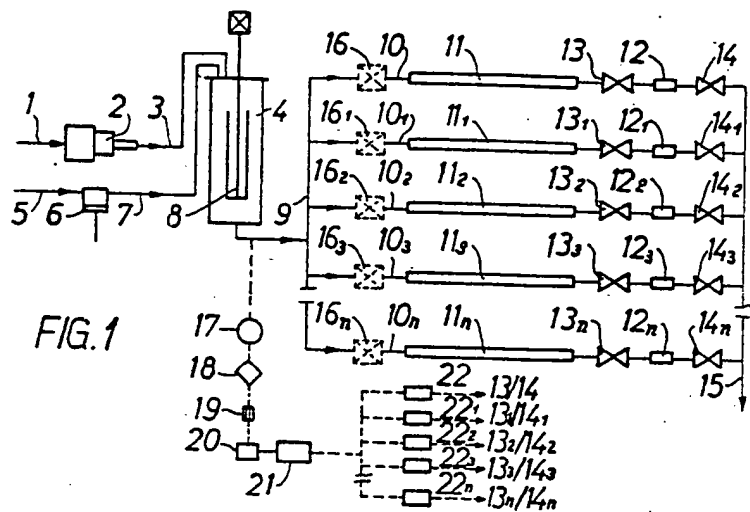 16 10 11 13 12 14
1 2 3 4
16₁ 10₁ 11₁ 13₁ 12₁ 14₁
5 6 7 8 9
16₂ 10₂ 11₂ 13₂ 12₂ 14₂
16₃ 10₃ 11₃ 13₃ 12₃ 14₃
16ₙ 10ₙ 11ₙ 13ₙ 12ₙ 14ₙ
15
FIG.1
17
18
19
20
21
22 13/14
22₁ 13₁/14₁
22₂ 13₂/14₂
22₃ 13₃/14₃
22ₙ 13ₙ/14ₙ